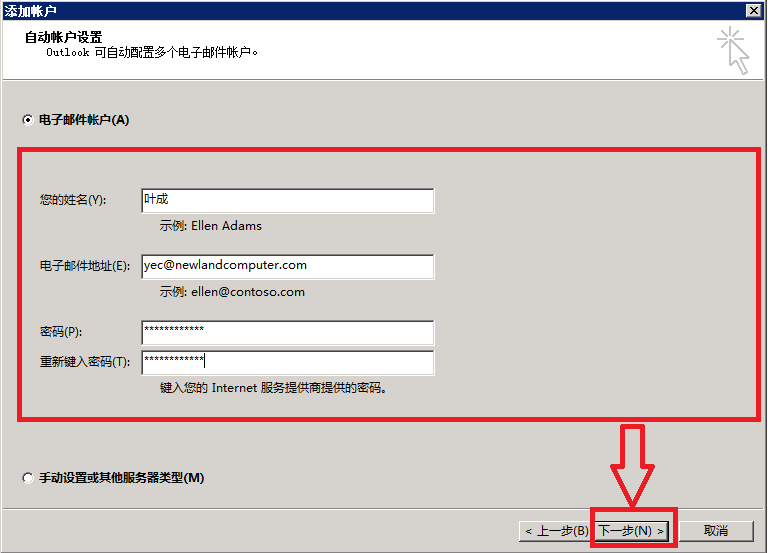 添加帐户
自动帐户设置
Outlook 可自动配置多个电子邮件帐户。
电子邮件帐户(A)
您的姓名(Y): 叶成
示例: Ellen Adams
电子邮件地址(E): yec@newlandcomputer.com
示例: ellen@contoso.com
密码(P): ************
重新键入密码(T): ************
键入您的 Internet 服务提供商提供的密码。
手动设置或其他服务器类型(M)
< 上一步(B) 下一步(N) > 取消